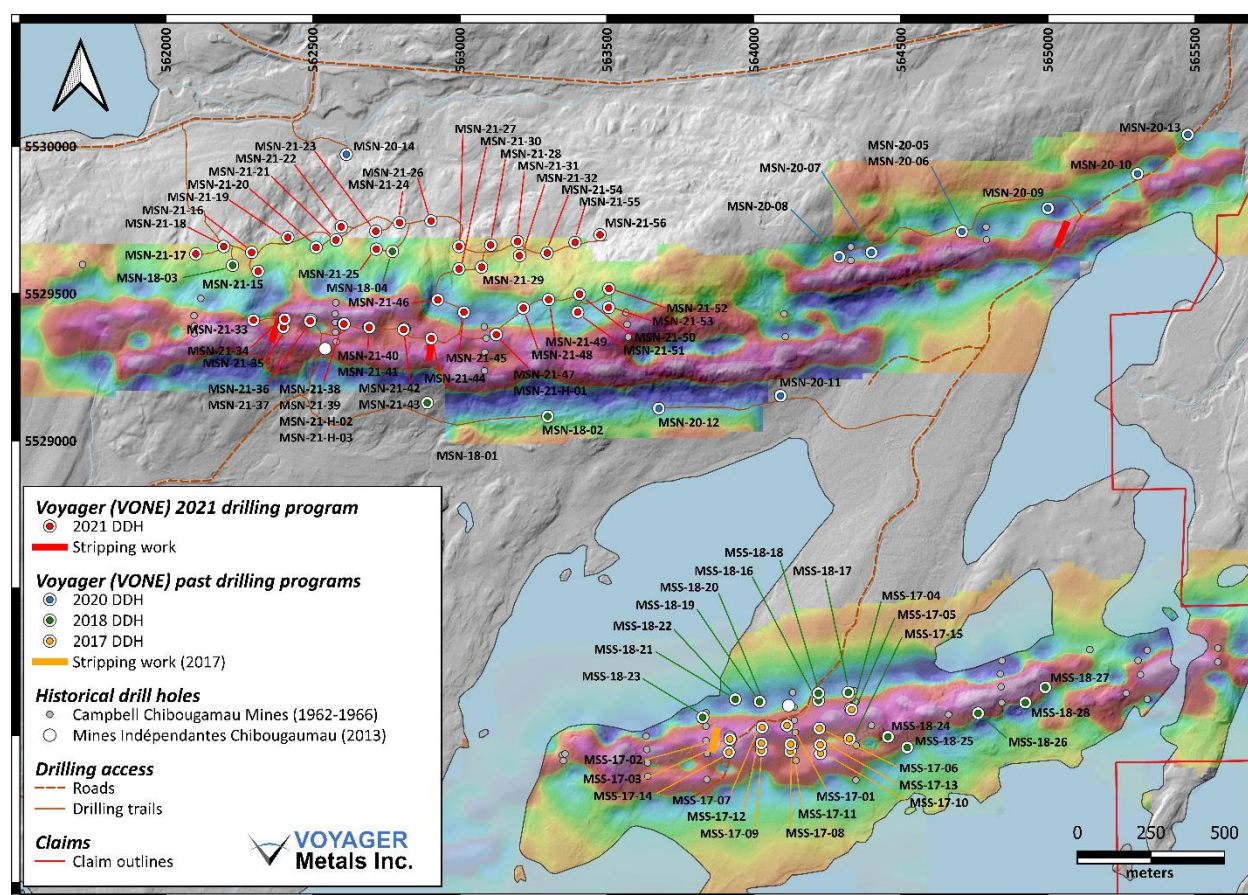 562000
562500
563000
563500
564000
564500
565000
565500
5530000
5529500
5529000
MSN-21-27
MSN-21-30
MSN-21-28
MSN-21-31
MSN-21-32
MSN-21-54
MSN-21-55
MSN-21-56
MSN-21-23
MSN-21-22
MSN-21-21
MSN-21-20
MSN-21-19
MSN-21-16
MSN-21-18
MSN-21-17
MSN-20-14
MSN-21-26
MSN-21-24
MSN-18-03
MSN-21-15
MSN-21-25
MSN-18-04
MSN-21-46
MSN-21-29
MSN-20-13
MSN-20-05
MSN-20-06
MSN-20-10
MSN-20-07
MSN-20-09
MSN-20-08
MSN-21-33
MSN-21-34
MSN-21-35
MSN-21-36
MSN-21-37
MSN-21-38
MSN-21-39
MSN-21-H-02
MSN-21-H-03
MSN-21-40
MSN-21-41
MSN-21-42
MSN-21-43
MSN-21-44
MSN-21-45
MSN-21-47
MSN-21-H-01
MSN-21-48
MSN-21-49
MSN-21-50
MSN-21-51
MSN-21-52
MSN-21-53
MSN-20-11
MSN-20-12
MSN-18-02
MSN-18-01
MSS-18-18
MSS-18-16
MSS-18-20
MSS-18-19
MSS-18-22
MSS-18-21
MSS-18-23
MSS-18-17
MSS-17-04
MSS-17-05
MSS-17-15
MSS-18-27
MSS-18-28
MSS-18-26
MSS-18-24
MSS-18-25
MSS-17-02
MSS-17-03
MSS-17-14
MSS-17-07
MSS-17-12
MSS-17-09
MSS-17-01
MSS-17-11
MSS-17-08
MSS-17-06
MSS-17-13
MSS-17-10
Voyager (VONE) 2021 drilling program
2021 DDH
Stripping work
Voyager (VONE) past drilling programs
2020 DDH
2018 DDH
2017 DDH
Stripping work (2017)
Historical drill holes
Campbell Chibougamau Mines (1962-1966)
Mines Indépendantes Chibougaumau (2013)
Drilling access
Roads
Drilling trails
Claims
Claim outlines
VOYAGER
Metals Inc.
0 250 500
meters